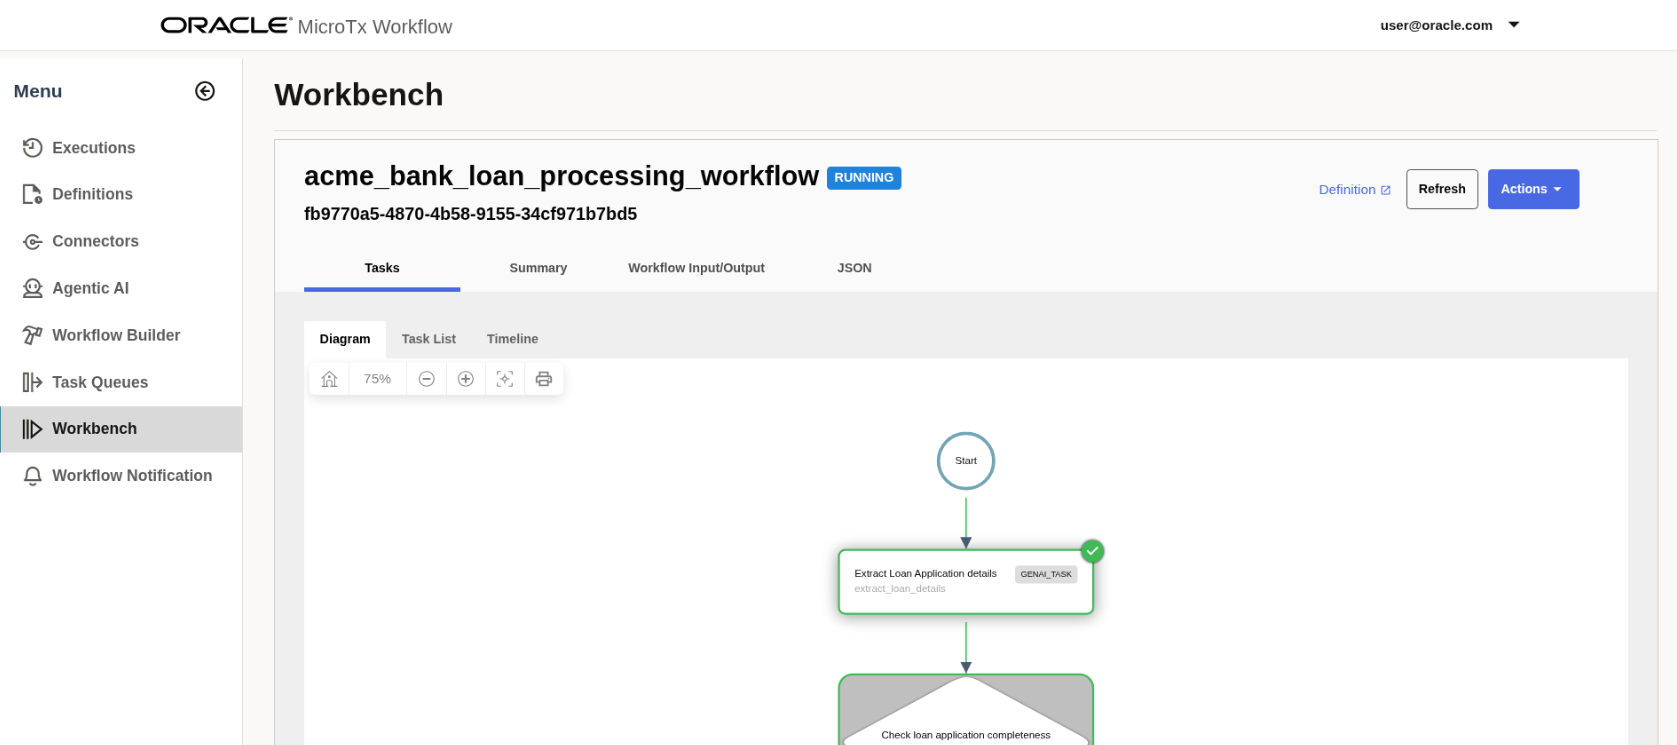 ORACLE® MicroTx Workflow
user@oracle.com
Menu
Executions
Definitions
Connectors
Agentic AI
Workflow Builder
Task Queues
Workbench
Workflow Notification
Workbench
acme_bank_loan_processing_workflow RUNNING
fb9770a5-4870-4b58-9155-34cf971b7bd5
Definition Refresh Actions
Tasks Summary Workflow Input/Output JSON
Diagram Task List Timeline
75%
Start
Extract Loan Application details GENAI_TASK
extract_loan_details
Check loan application completeness